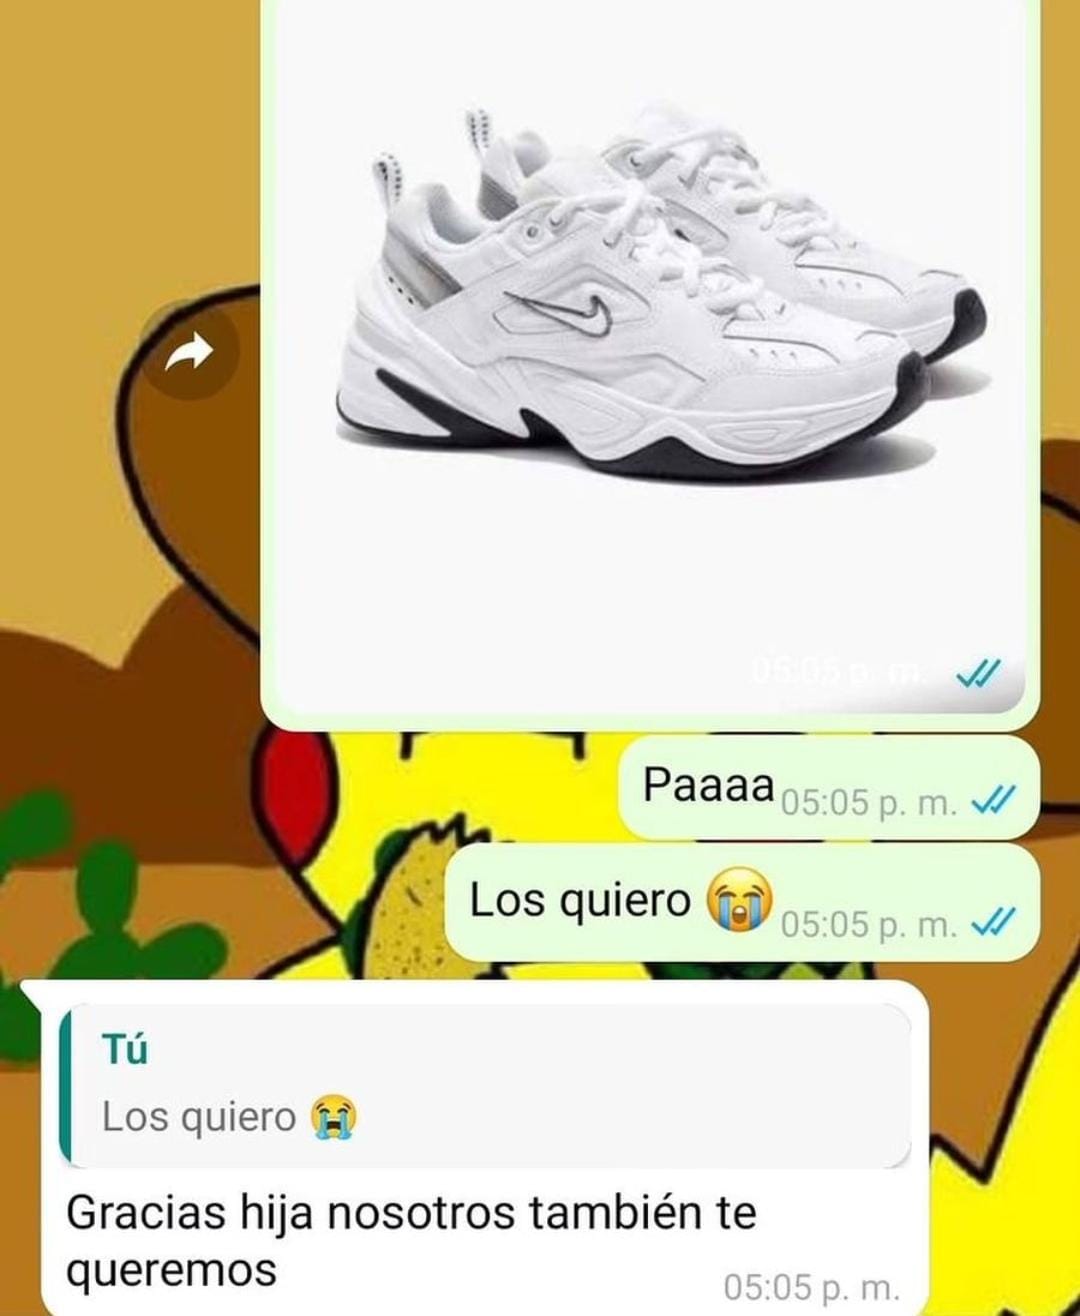 05:05 p. m.
Paaaa 05:05 p. m.
Los quiero 😭 05:05 p. m.
Tú
Los quiero 😭
Gracias hija nosotros también te
queremos
05:05 p. m.